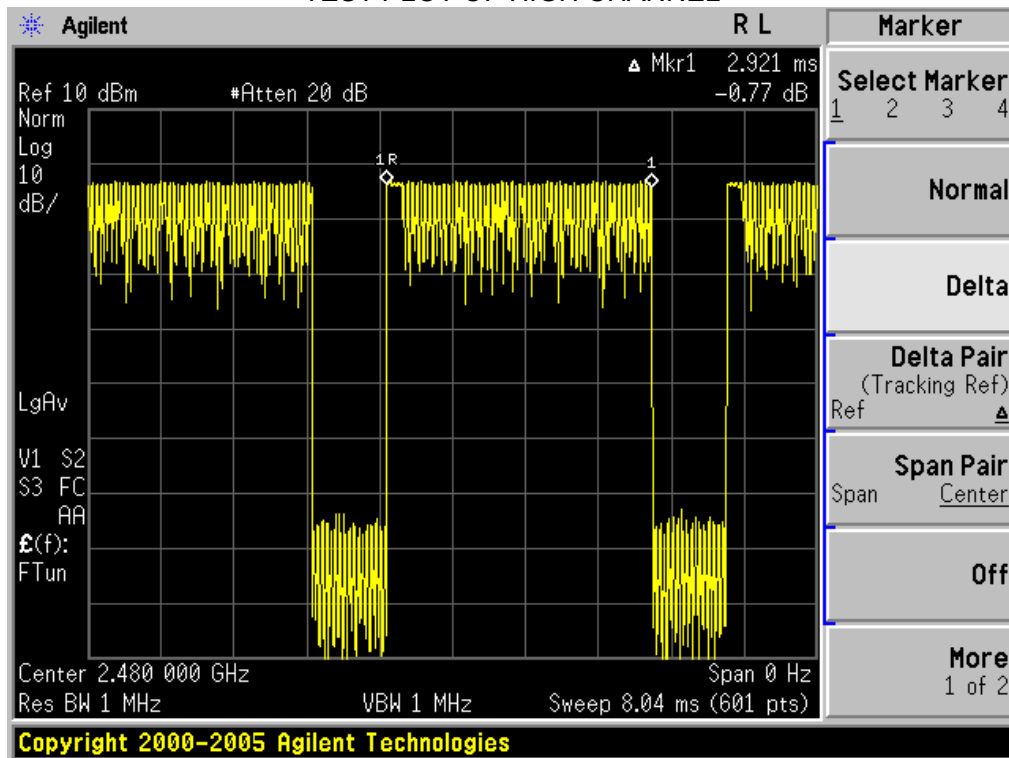 Agilent R L
Marker
Δ Mkr1 2.921 ms
Ref 10 dBm #Atten 20 dB -0.77 dB
Norm
Log
10
dB/
1R
1
LgAv
V1 S2
S3 FC
AA
£(f):
FTun
Center 2.480 000 GHz Span 0 Hz
Res BW 1 MHz VBW 1 MHz Sweep 8.04 ms (601 pts)
Select Marker
1 2 3 4
Normal
Delta
Delta Pair
(Tracking Ref)
Ref Δ
Span Pair
Span Center
Off
More
1 of 2
Copyright 2000-2005 Agilent Technologies